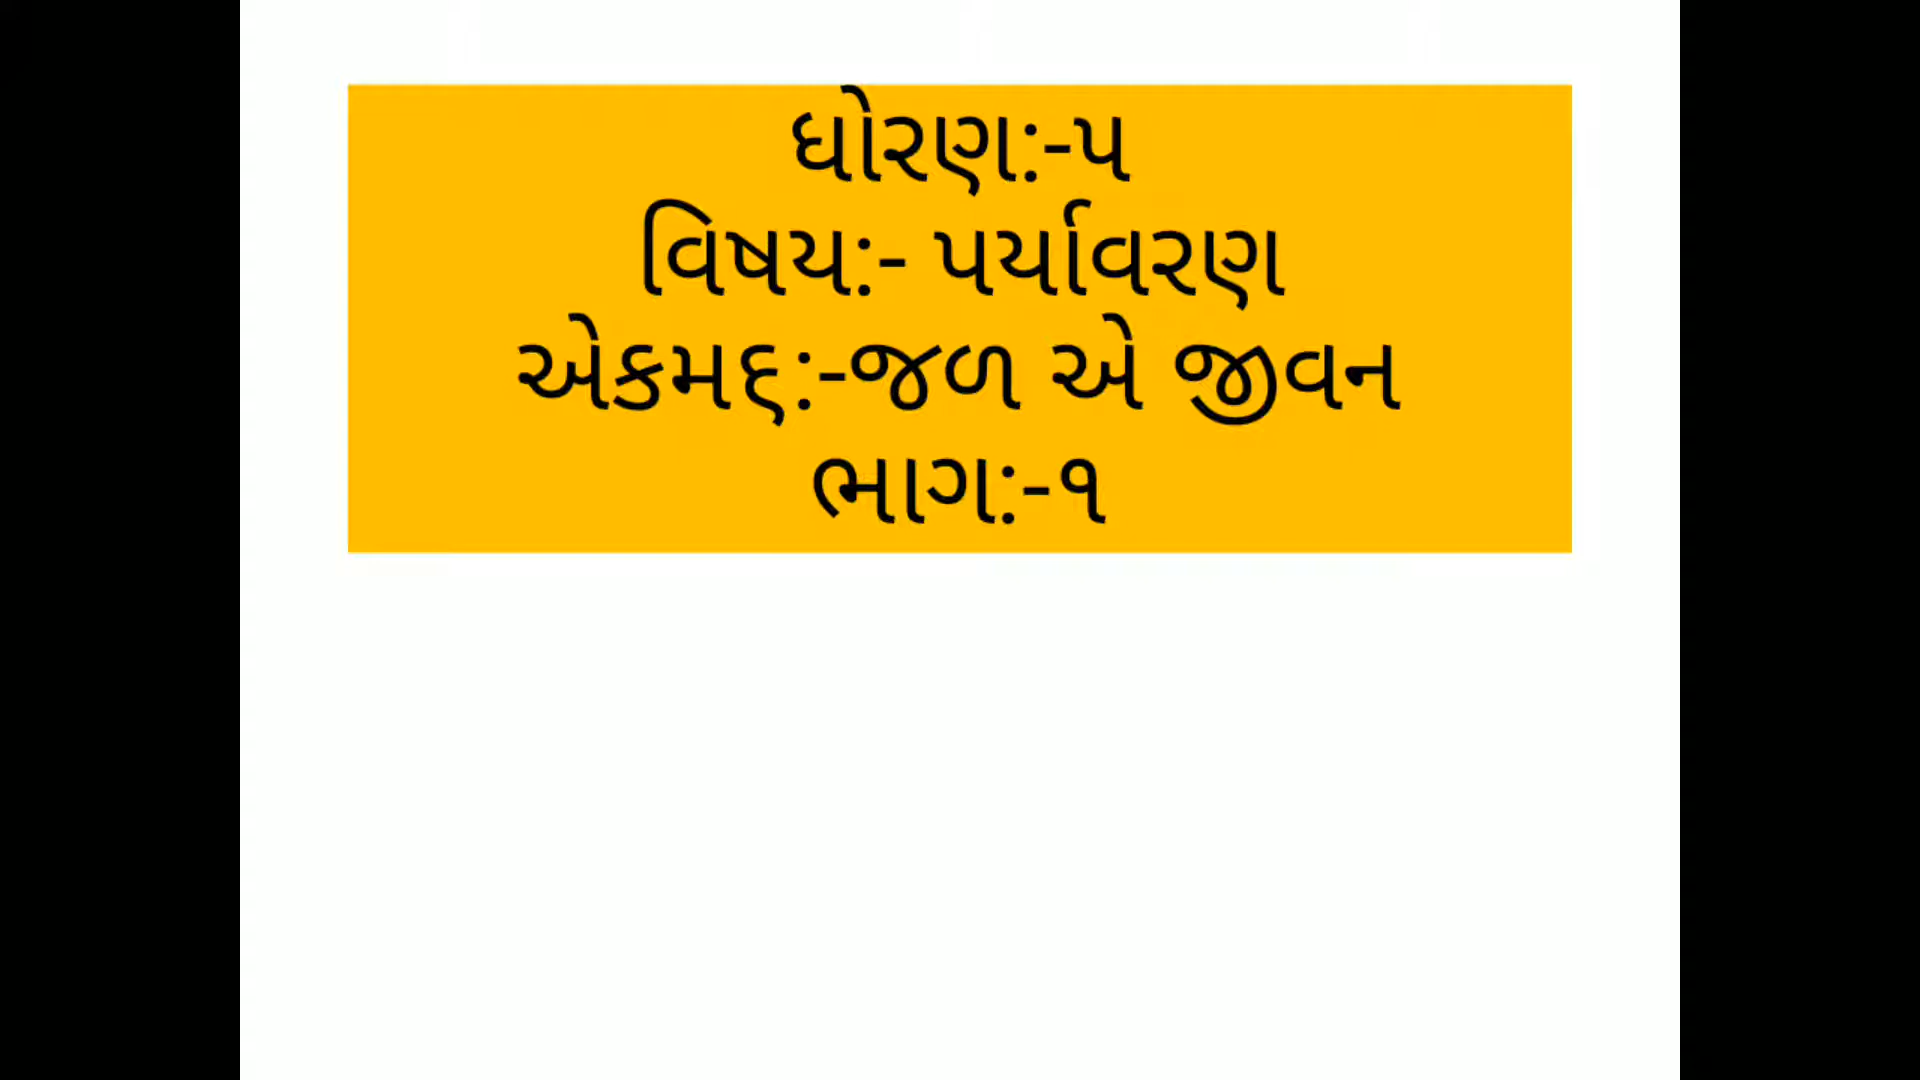 ધોરણ:-૫
વિષય:- પર્યાવરણ
એકમ૬:-જળ એ જીવન
ભાગ:-૧